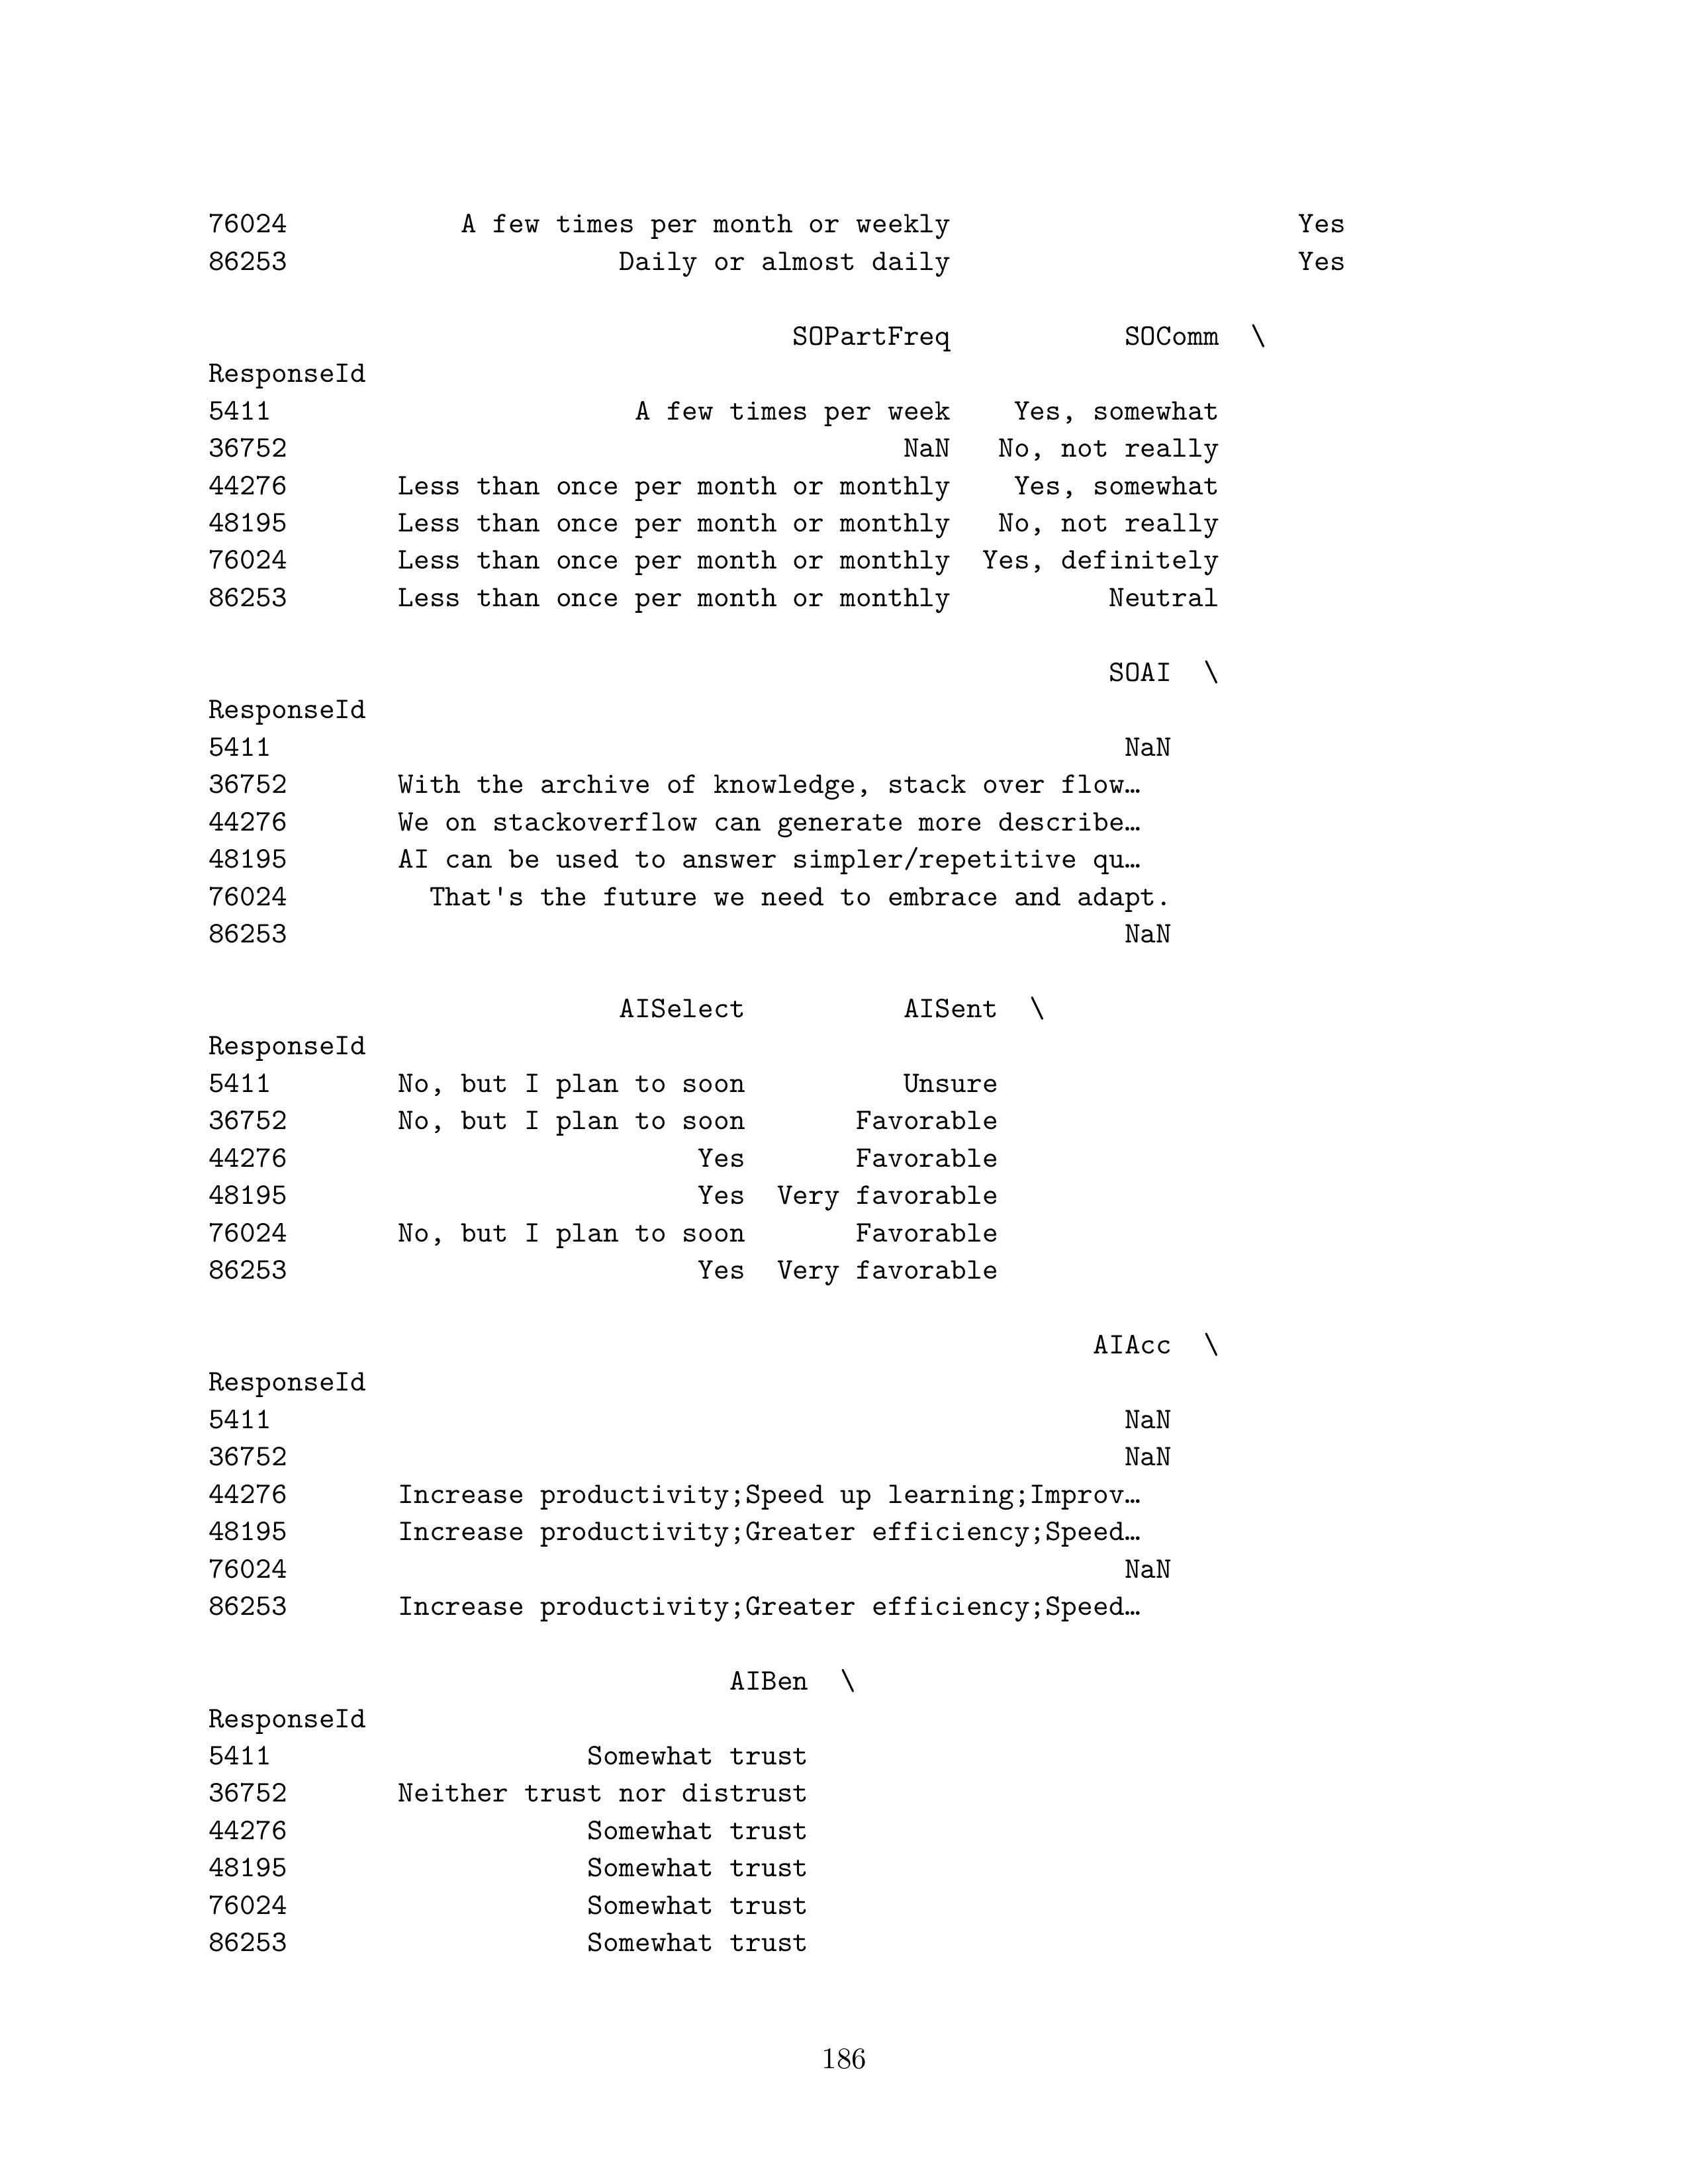 76024 A few times per month or weekly Yes
86253 Daily or almost daily Yes
SOPartFreq SOComm \
ResponseId
5411 A few times per week Yes, somewhat
36752 NaN No, not really
44276 Less than once per month or monthly Yes, somewhat
48195 Less than once per month or monthly No, not really
76024 Less than once per month or monthly Yes, definitely
86253 Less than once per month or monthly Neutral
SOAI \
ResponseId
5411 NaN
36752 With the archive of knowledge, stack over flow…
44276 We on stackoverflow can generate more describe…
48195 AI can be used to answer simpler/repetitive qu…
76024 That's the future we need to embrace and adapt.
86253 NaN
AISelect AISent \
ResponseId
5411 No, but I plan to soon Unsure
36752 No, but I plan to soon Favorable
44276 Yes Favorable
48195 Yes Very favorable
76024 No, but I plan to soon Favorable
86253 Yes Very favorable
AIAcc \
ResponseId
5411 NaN
36752 NaN
44276 Increase productivity;Speed up learning;Improv…
48195 Increase productivity;Greater efficiency;Speed…
76024 NaN
86253 Increase productivity;Greater efficiency;Speed…
AIBen \
ResponseId
5411 Somewhat trust
36752 Neither trust nor distrust
44276 Somewhat trust
48195 Somewhat trust
76024 Somewhat trust
86253 Somewhat trust
186